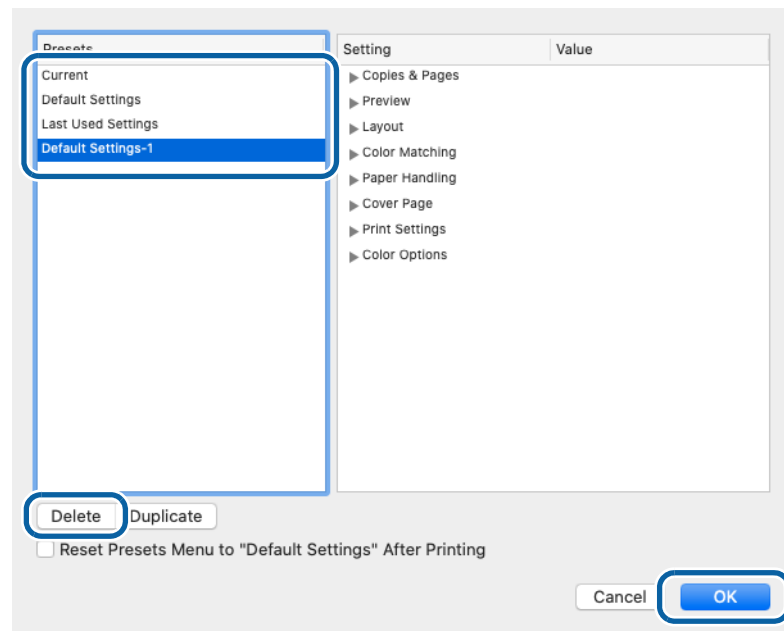 Presets
Setting Value
Current
Default Settings
Last Used Settings
Default Settings-1
Copies & Pages
Preview
Layout
Color Matching
Paper Handling
Cover Page
Print Settings
Color Options
Delete Duplicate
Reset Presets Menu to "Default Settings" After Printing
Cancel OK